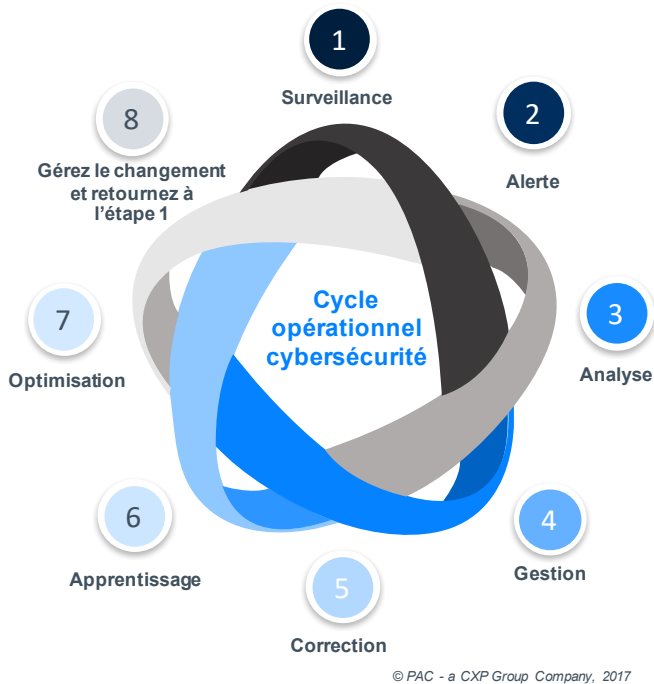 1
Surveillance
2
Alerte
3
Analyse
4
Gestion
5
Correction
6
Apprentissage
7
Optimisation
8
Gérez le changement
et retournez à
l'étape 1
Cycle
opérationnel
cybersécurité
© PAC - a CXP Group Company, 2017